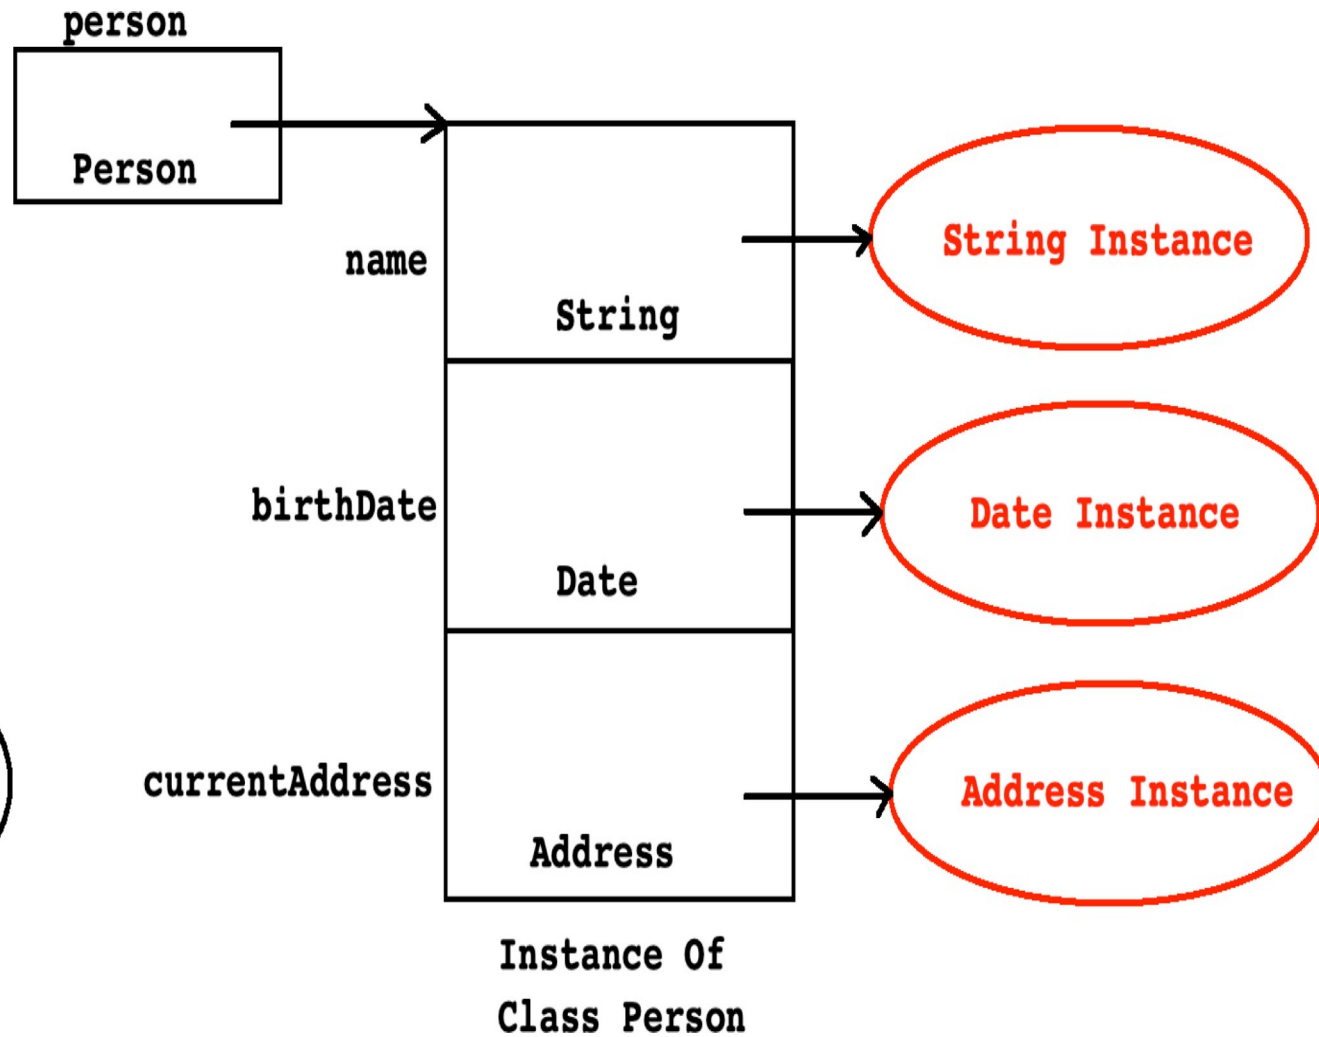 person
Person
name
String
String Instance
birthDate
Date
Date Instance
currentAddress
Address
Address Instance
Instance Of
Class Person